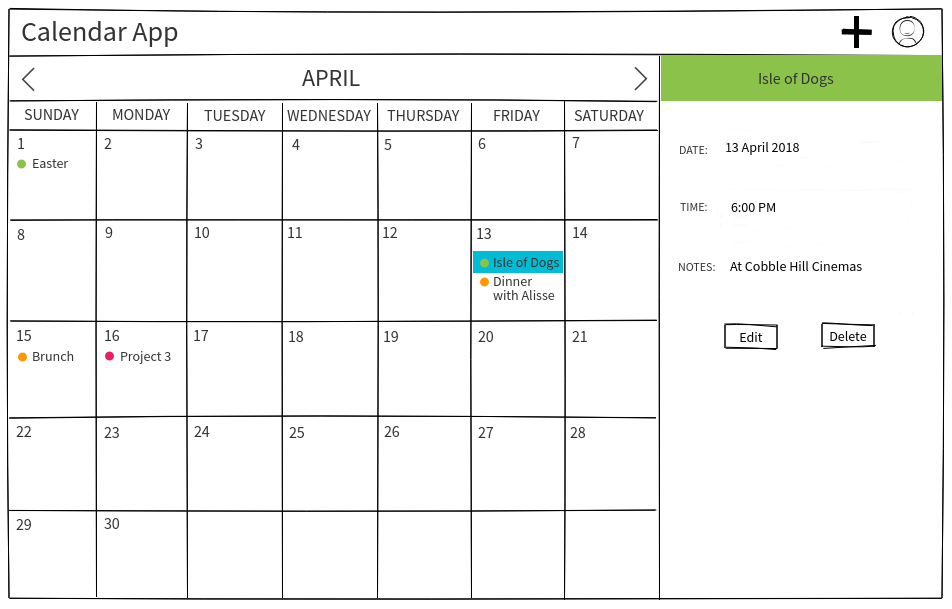 Calendar App
APRIL
Isle of Dogs
SUNDAY MONDAY TUESDAY WEDNESDAY THURSDAY FRIDAY SATURDAY
1 2 3 4 5 6 7
Easter
8 9 10 11 12 13 14
Isle of Dogs
Dinner
with Alisse
15 16 17 18 19 20 21
Brunch Project 3
22 23 24 25 26 27 28
29 30
DATE: 13 April 2018
TIME: 6:00 PM
NOTES: At Cobble Hill Cinemas
Edit Delete